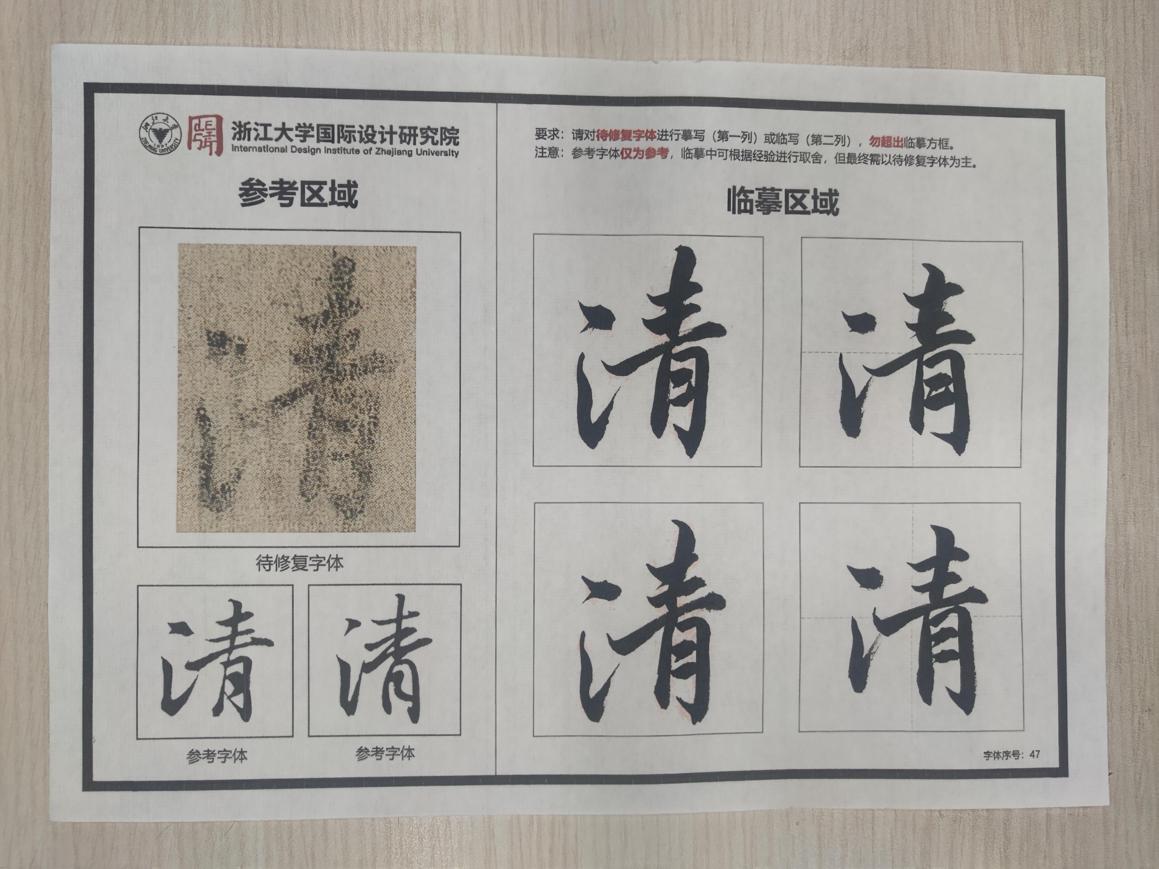 浙江大学国际设计研究院
International Design Institute of Zhejiang University
参考区域
清
待修复字体
清 清
参考字体 参考字体
要求：请对待修复字体进行摹写（第一列）或临写（第二列），勿超出临摹方框。
注意：参考字体仅为参考，临摹中可根据经验进行取舍，但最终需以待修复字体为主。
临摹区域
清 清
清 清
字体序号：47